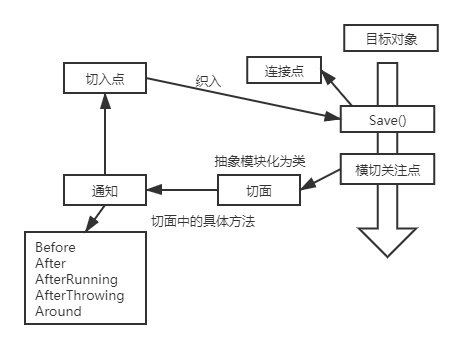 目标对象
连接点
切入点
织入
Save()
抽象模块化为类
横切关注点
通知
切面
切面中的具体方法
Before
After
AfterRunning
AfterThrowing
Around